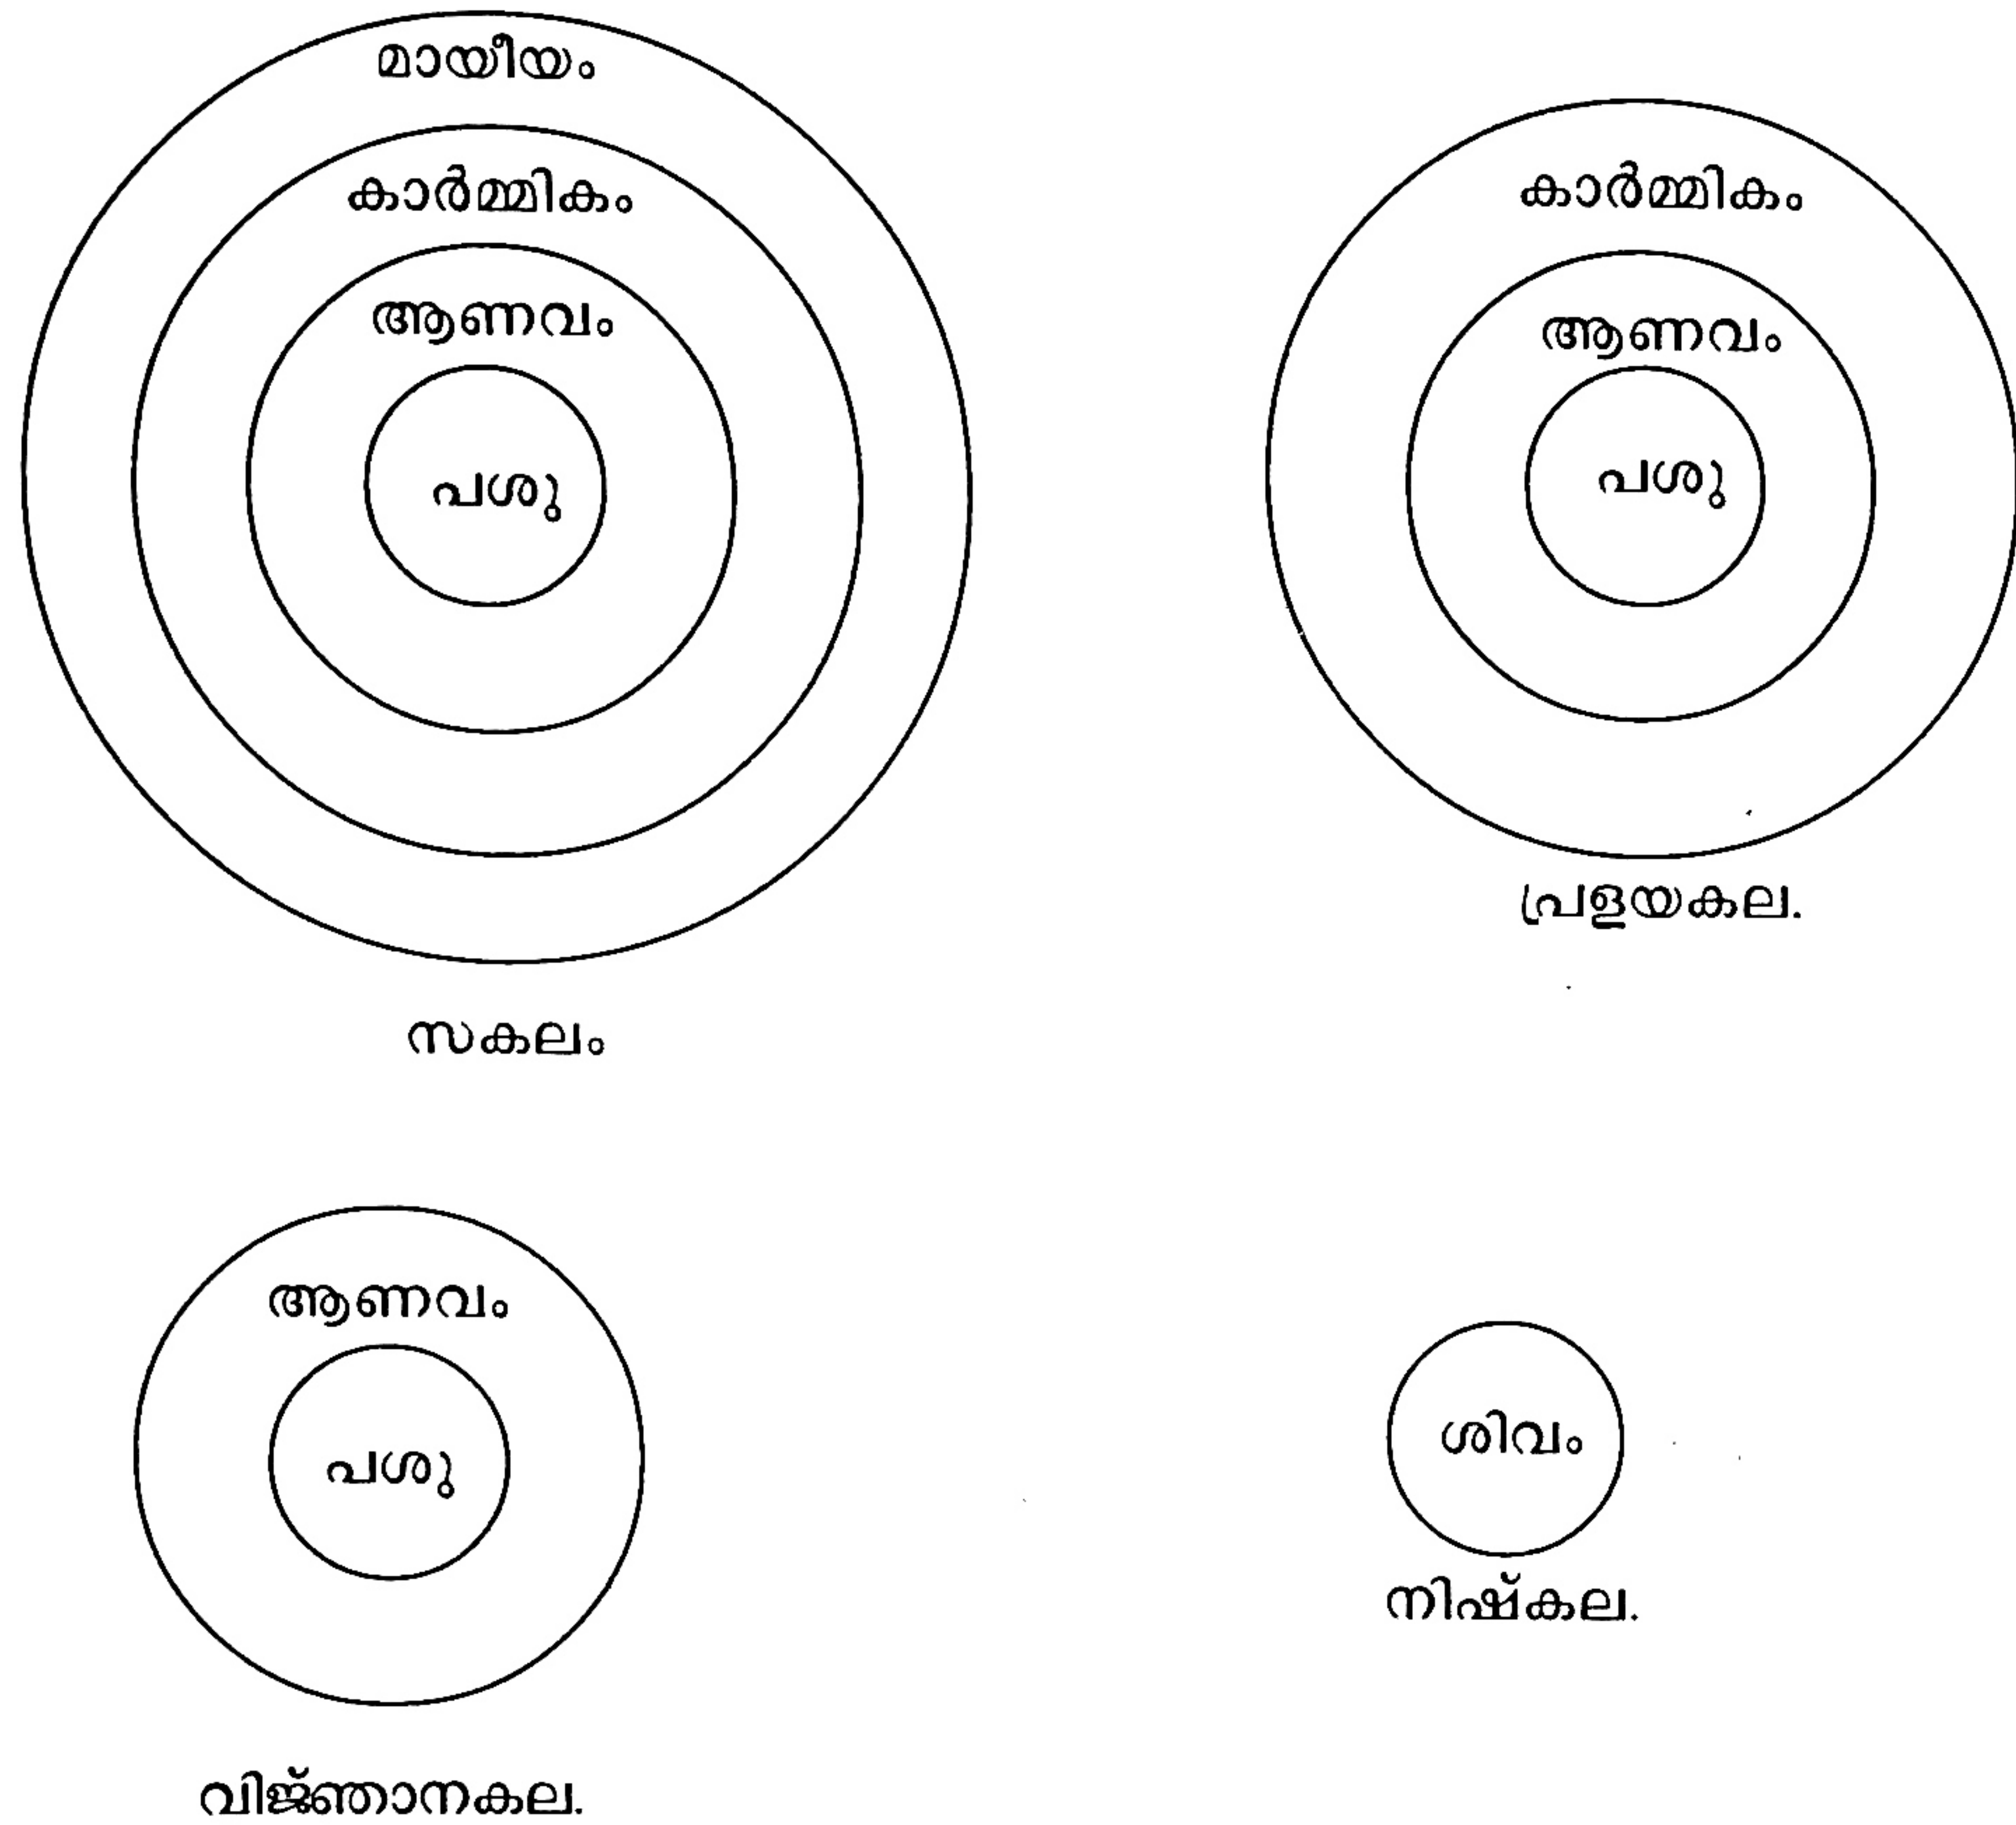 മായീയം
കാർമ്മികം
ആണവം
പശു
സകലം
കാർമ്മികം
ആണവം
പശു
പ്രളയകല.
ആണവം
പശു
വിജ്ഞാനകല.
ശിവം
നിഷ്കല.